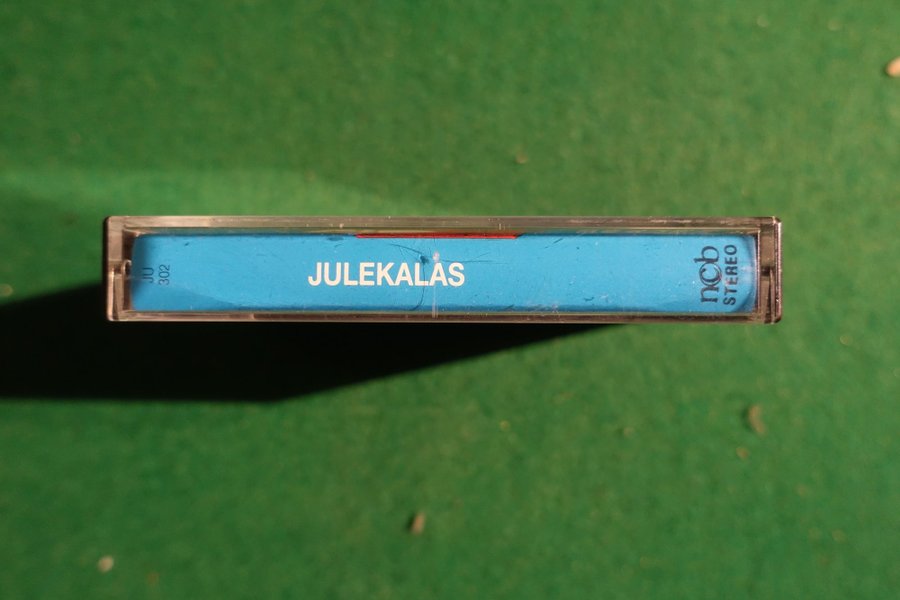 JU
302
JULEKALAS
ncb
STEREO